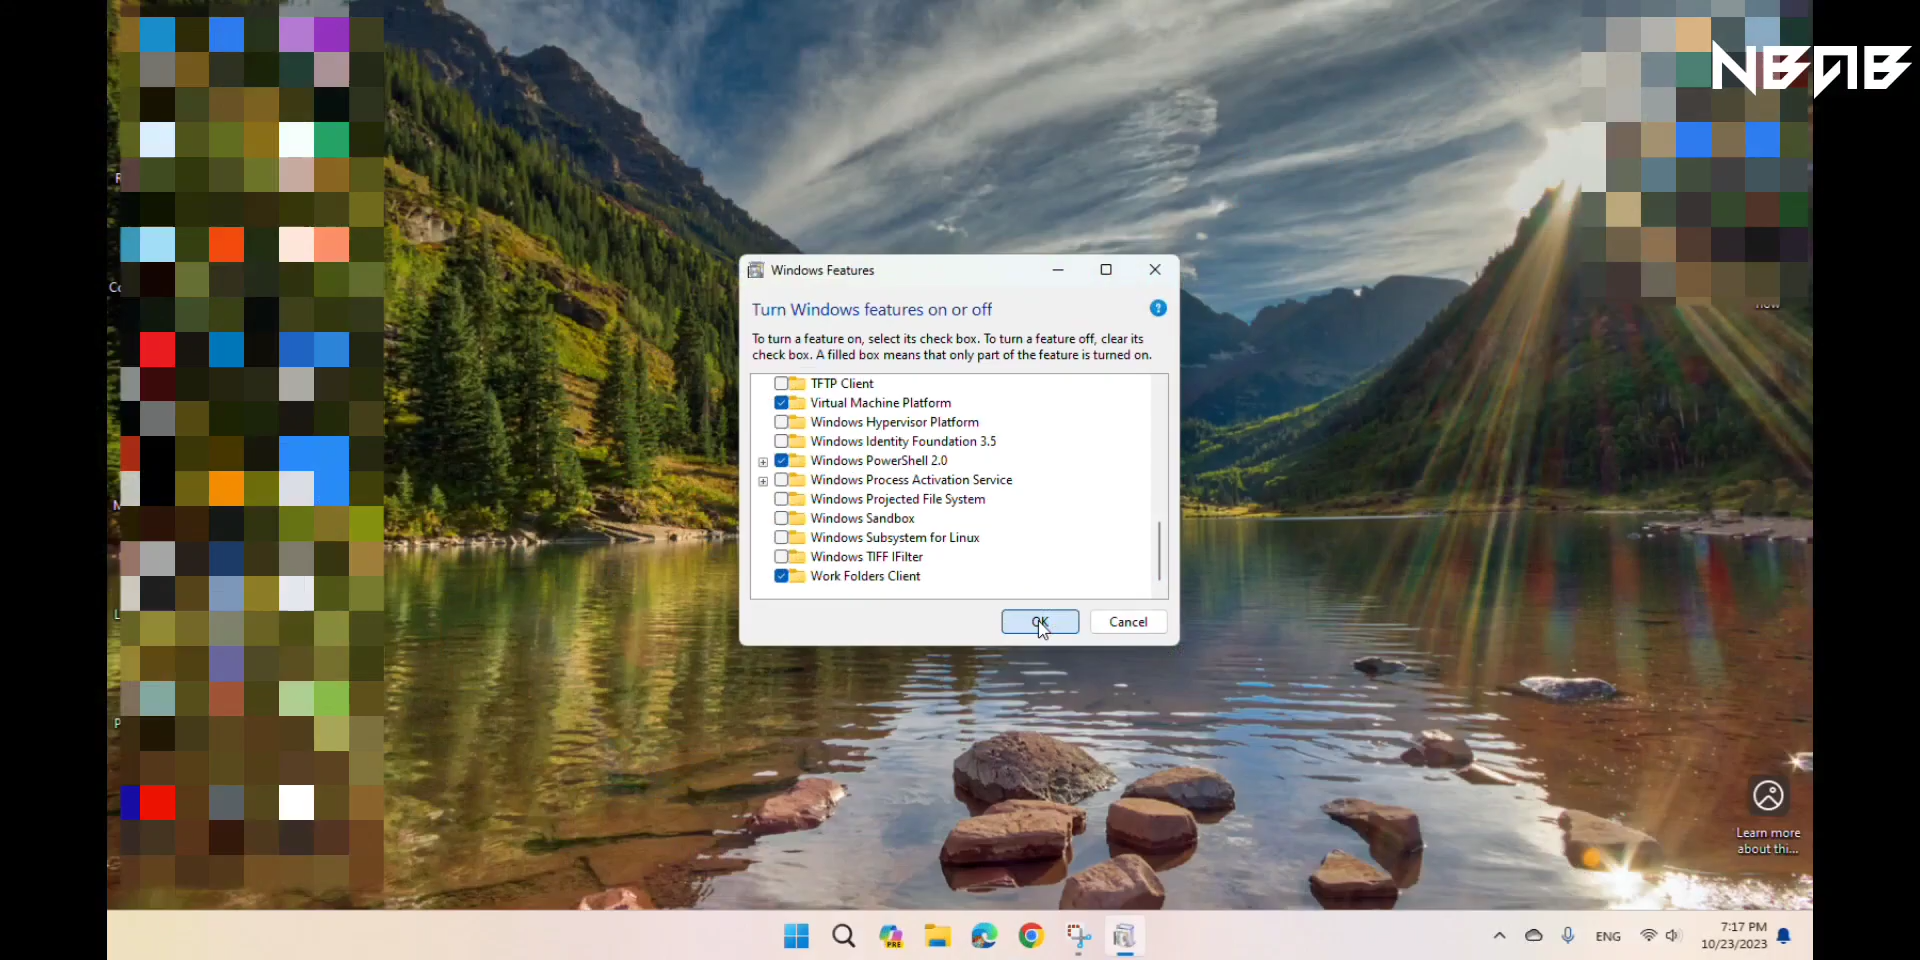 NBAB
Windows Features
Turn Windows features on or off
To turn a feature on, select its check box. To turn a feature off, clear its
check box. A filled box means that only part of the feature is turned on.
TFTP Client
Virtual Machine Platform
Windows Hypervisor Platform
Windows Identity Foundation 3.5
Windows PowerShell 2.0
Windows Process Activation Service
Windows Projected File System
Windows Sandbox
Windows Subsystem for Linux
Windows TIFF IFilter
Work Folders Client
OK
Cancel
Learn more
about thi...
PRE
ENG
7:17 PM
10/23/2023